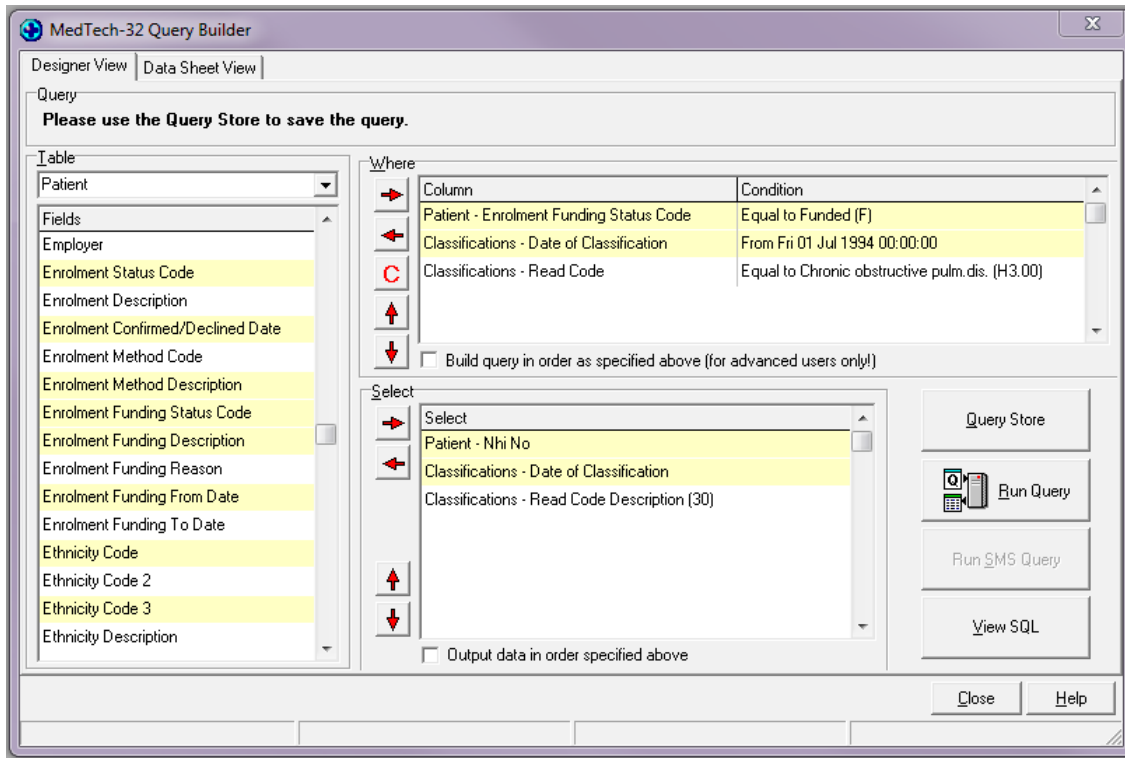 MedTech-32 Query Builder
Designer View
Data Sheet View
Query
Please use the Query Store to save the query.
Table
Patient
Fields
Employer
Enrolment Status Code
Enrolment Description
Enrolment Confirmed/Declined Date
Enrolment Method Code
Enrolment Method Description
Enrolment Funding Status Code
Enrolment Funding Description
Enrolment Funding Reason
Enrolment Funding From Date
Enrolment Funding To Date
Ethnicity Code
Ethnicity Code 2
Ethnicity Code 3
Ethnicity Description
Where
Column Condition
Patient - Enrolment Funding Status Code Equal to Funded (F)
Classifications - Date of Classification From Fri 01 Jul 1994 00:00:00
Classifications - Read Code Equal to Chronic obstructive pulm.dis. (H3.00)
C
Build query in order as specified above (for advanced users only!)
Select
Select
Patient - Nhi No
Classifications - Date of Classification
Classifications - Read Code Description (30)
Output data in order specified above
Query Store
Q
Run Query
Run SMS Query
View SQL
Close
Help